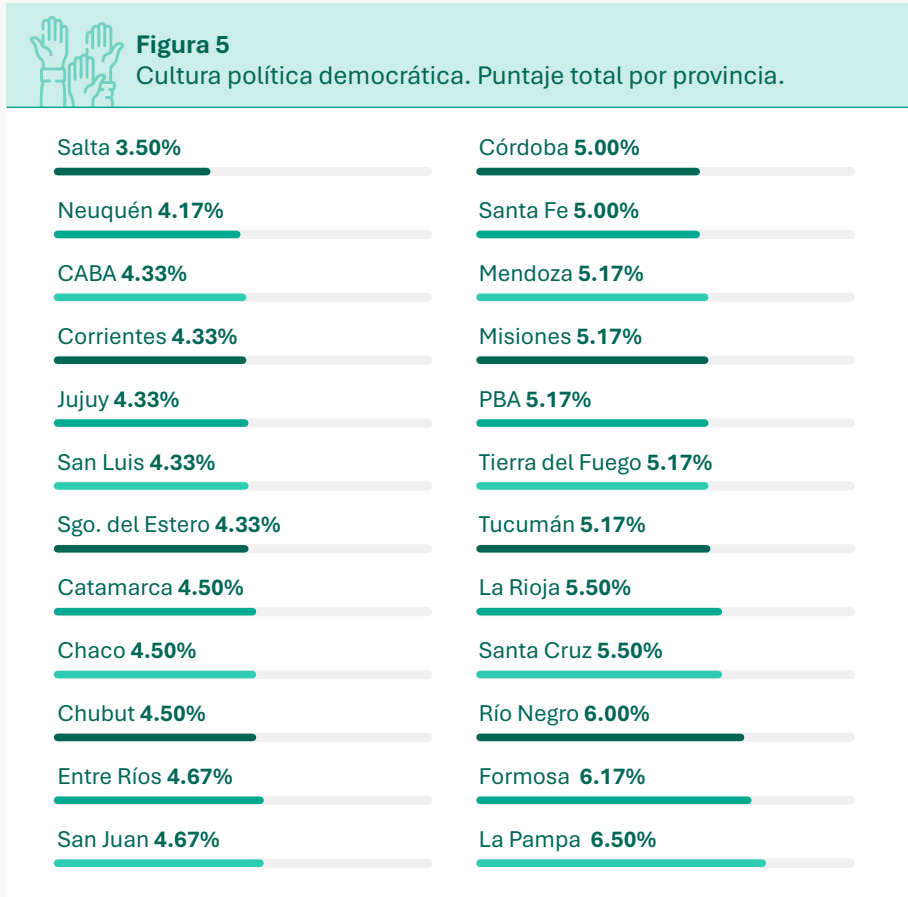 Figura 5
Cultura política democrática. Puntaje total por provincia.
Salta 3.50%
Neuquén 4.17%
CABA 4.33%
Corrientes 4.33%
Jujuy 4.33%
San Luis 4.33%
Sgo. del Estero 4.33%
Catamarca 4.50%
Chaco 4.50%
Chubut 4.50%
Entre Ríos 4.67%
San Juan 4.67%
Córdoba 5.00%
Santa Fe 5.00%
Mendoza 5.17%
Misiones 5.17%
PBA 5.17%
Tierra del Fuego 5.17%
Tucumán 5.17%
La Rioja 5.50%
Santa Cruz 5.50%
Río Negro 6.00%
Formosa 6.17%
La Pampa 6.50%